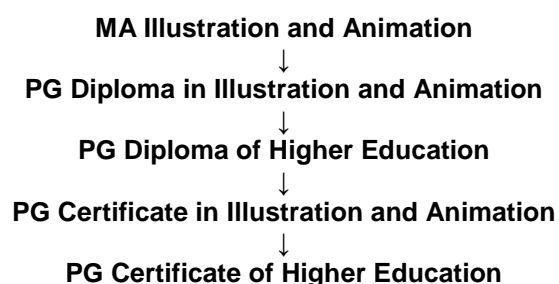 MA Illustration and Animation
↓
PG Diploma in Illustration and Animation
↓
PG Diploma of Higher Education
↓
PG Certificate in Illustration and Animation
↓
PG Certificate of Higher Education